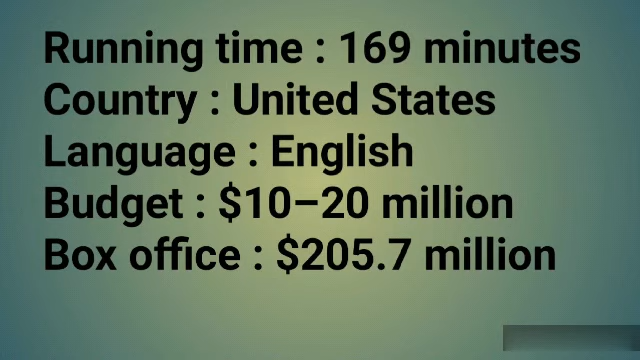 Running time : 169 minutes
Country : United States
Language : English
Budget : $10–20 million
Box office : $205.7 million